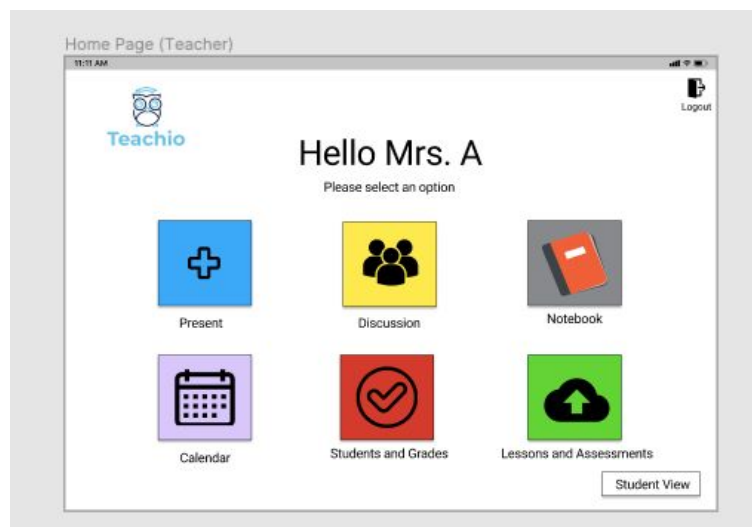 Home Page (Teacher)
11:11 AM
Logout
Teachio
Hello Mrs. A
Please select an option
Present
Discussion
Notebook
Calendar
Students and Grades
Lessons and Assessments
Student View